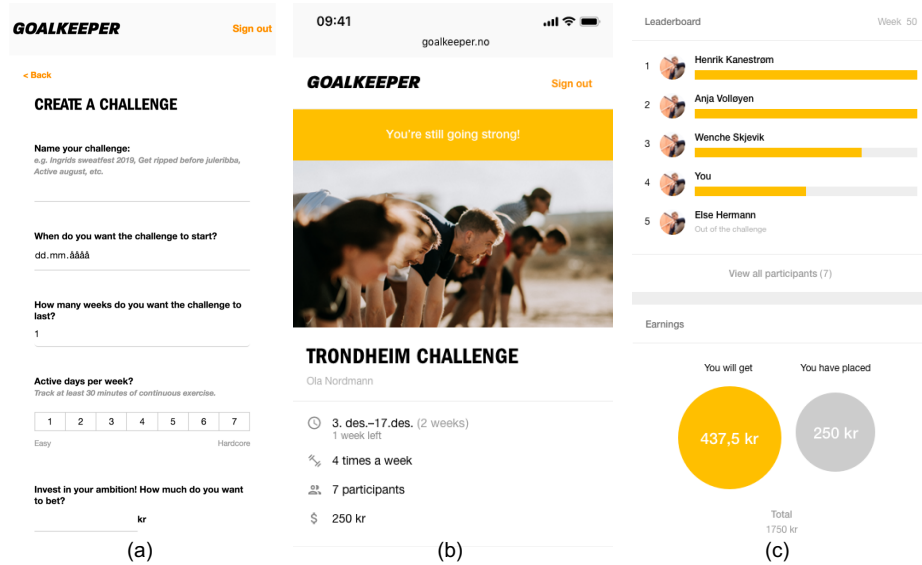 GOALKEEPER
Sign out
< Back
CREATE A CHALLENGE
Name your challenge:
e.g. Ingrids sweatfest 2019, Get ripped before juleribba,
Active august, etc.
When do you want the challenge to start?
dd.mm.åååå
How many weeks do you want the challenge to
last?
1
Active days per week?
Track at least 30 minutes of continuous exercise.
1 2 3 4 5 6 7
Easy Hardcore
Invest in your ambition! How much do you want
to bet?
kr
(a)
09:41
goalkeeper.no
GOALKEEPER
Sign out
You're still going strong!
TRONDHEIM CHALLENGE
Ola Nordmann
3. des.–17.des. (2 weeks)
1 week left
4 times a week
7 participants
$ 250 kr
(b)
Leaderboard Week 50
1 Henrik Kanestrøm
2 Anja Volløyen
3 Wenche Skjevik
4 You
5 Else Hermann
Out of the challenge
View all participants (7)
Earnings
You will get You have placed
437,5 kr 250 kr
Total
1750 kr
(c)